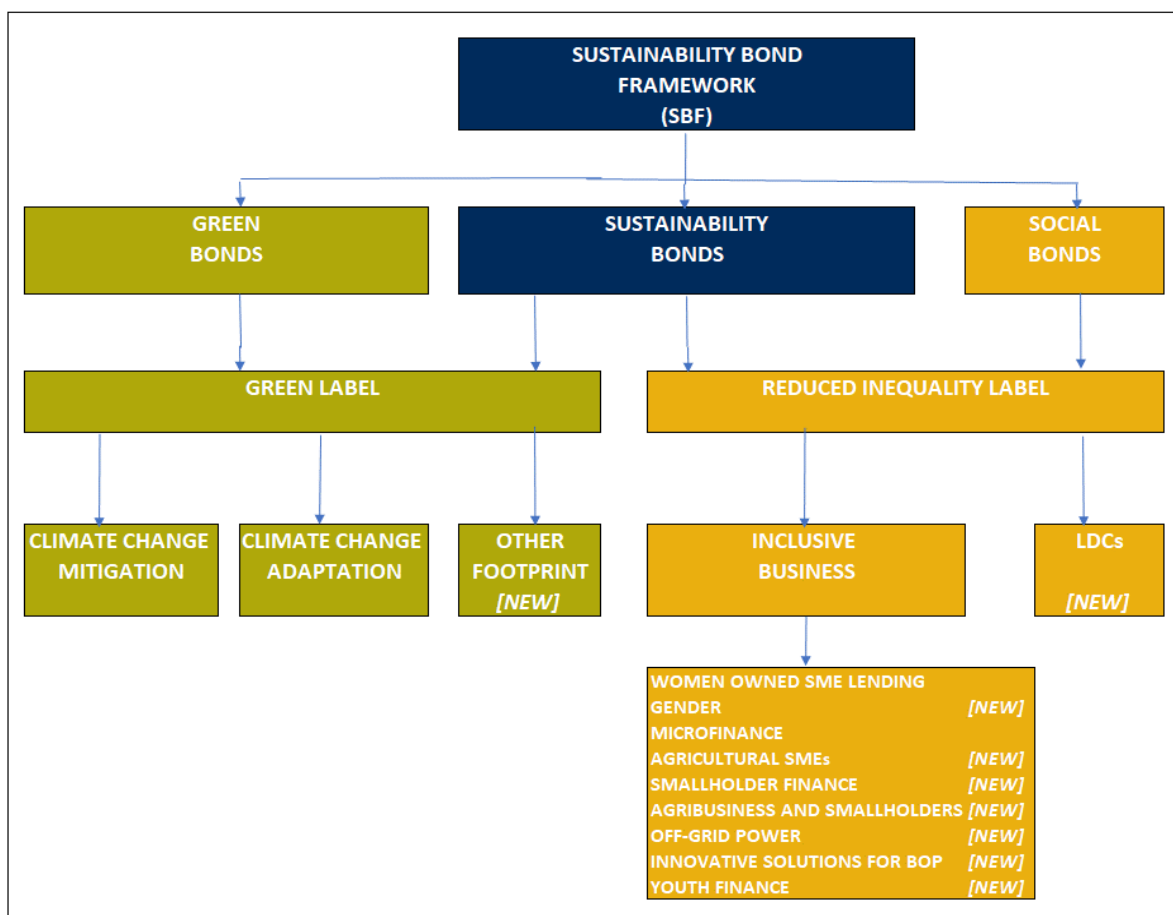 SUSTAINABILITY BOND
FRAMEWORK
(SBF)
GREEN
BONDS
SUSTAINABILITY
BONDS
SOCIAL
BONDS
GREEN LABEL
REDUCED INEQUALITY LABEL
CLIMATE CHANGE
MITIGATION
CLIMATE CHANGE
ADAPTATION
OTHER
FOOTPRINT
[NEW]
INCLUSIVE
BUSINESS
LDCs
[NEW]
WOMEN OWNED SME LENDING
GENDER [NEW]
MICROFINANCE
AGRICULTURAL SMEs [NEW]
SMALLHOLDER FINANCE [NEW]
AGRIBUSINESS AND SMALLHOLDERS [NEW]
OFF-GRID POWER [NEW]
INNOVATIVE SOLUTIONS FOR BOP [NEW]
YOUTH FINANCE [NEW]